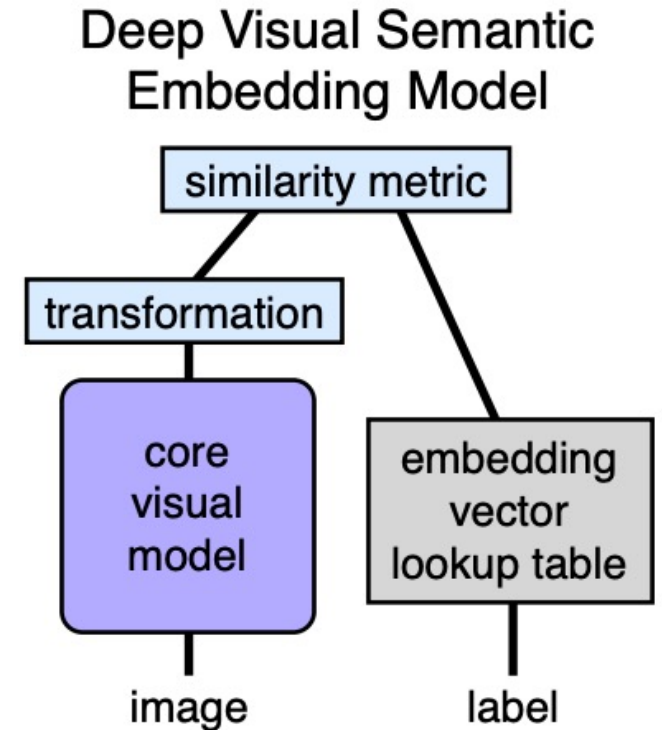 Deep Visual Semantic
Embedding Model
similarity metric
transformation
core
visual
model
embedding
vector
lookup table
image
label